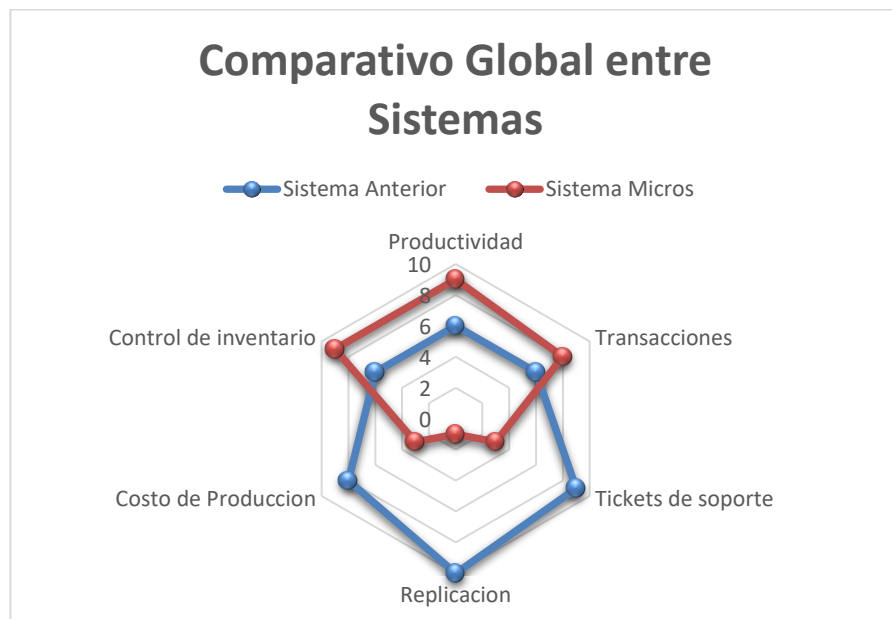 Comparativo Global entre
Sistemas
Sistema Anterior
Sistema Micros
Productividad
10
8
6
4
2
0
Control de inventario
Transacciones
Costo de Produccion
Tickets de soporte
Replicacion